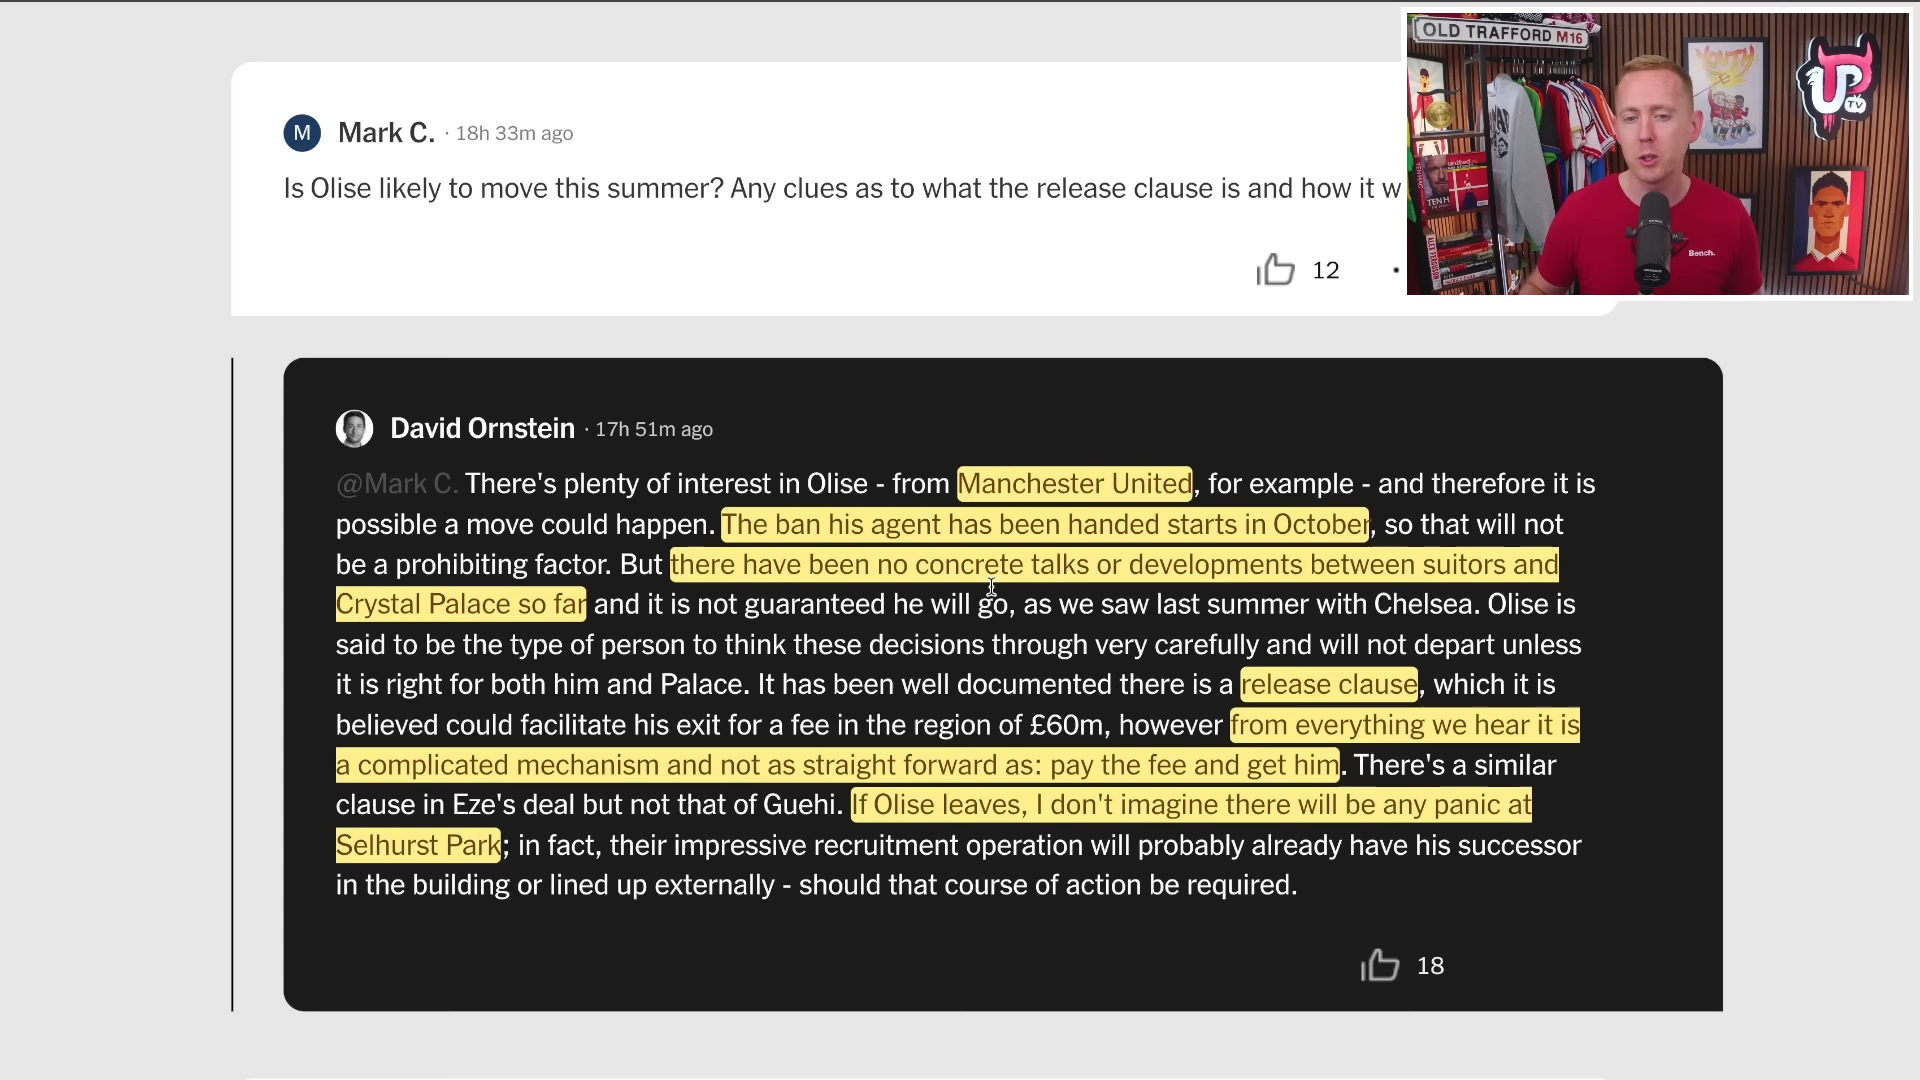 OLD TRAFFORD M16
YOUTH
UP
TV
Bench.
M
Mark C. · 18h 33m ago
Is Olise likely to move this summer? Any clues as to what the release clause is and how it w
12
David Ornstein · 17h 51m ago
@Mark C. There's plenty of interest in Olise - from Manchester United, for example - and therefore it is
possible a move could happen. The ban his agent has been handed starts in October, so that will not
be a prohibiting factor. But there have been no concrete talks or developments between suitors and
Crystal Palace so far and it is not guaranteed he will go, as we saw last summer with Chelsea. Olise is
said to be the type of person to think these decisions through very carefully and will not depart unless
it is right for both him and Palace. It has been well documented there is a release clause, which it is
believed could facilitate his exit for a fee in the region of £60m, however from everything we hear it is
a complicated mechanism and not as straight forward as: pay the fee and get him. There's a similar
clause in Eze's deal but not that of Guehi. If Olise leaves, I don't imagine there will be any panic at
Selhurst Park; in fact, their impressive recruitment operation will probably already have his successor
in the building or lined up externally - should that course of action be required.
18